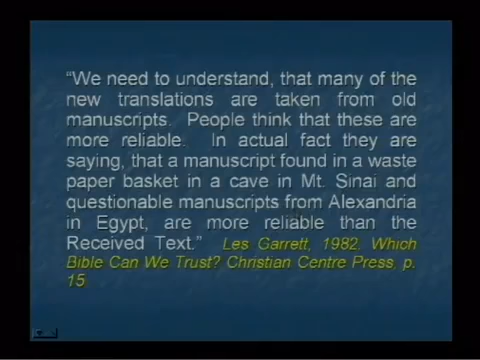 “We need to understand, that many of the
new translations are taken from old
manuscripts. People think that these are
more reliable. In actual fact they are
saying, that a manuscript found in a waste
paper basket in a cave in Mt. Sinai and
questionable manuscripts from Alexandria
in Egypt, are more reliable than the
Received Text.” Les Garrett, 1982. Which
Bible Can We Trust? Christian Centre Press, p.
15